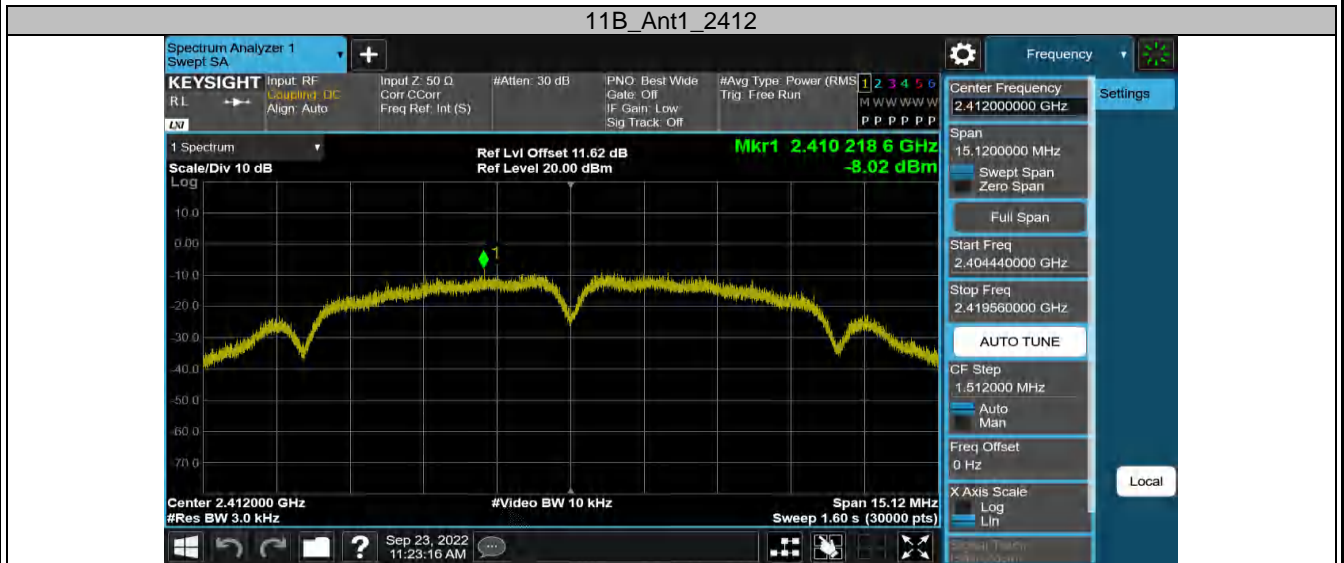 11B_Ant1_2412
Spectrum Analyzer 1
Swept SA
+
Frequency
KEYSIGHT
RL
LXI
Input: RF
Coupling: DC
Align: Auto
Input Z: 50 Ω
Corr CCorr
Freq Ref: Int (S)
#Atten: 30 dB
PNO: Best Wide
Gate: Off
IF Gain: Low
Sig Track: Off
#Avg Type: Power (RMS
Trig: Free Run
1 2 3 4 5 6
M W W W W W
P P P P P P
1 Spectrum
Scale/Div 10 dB
Ref Lvl Offset 11.62 dB
Ref Level 20.00 dBm
Mkr1 2.410 218 6 GHz
-8.02 dBm
Log
10.0
0.00
-10.0
-20.0
-30.0
-40.0
-50.0
-60.0
-70.0
1
Center 2.412000 GHz
#Res BW 3.0 kHz
#Video BW 10 kHz
Span 15.12 MHz
Sweep 1.60 s (30000 pts)
Center Frequency
2.412000000 GHz
Span
15.1200000 MHz
Swept Span
Zero Span
Full Span
Start Freq
2.404440000 GHz
Stop Freq
2.419560000 GHz
AUTO TUNE
CF Step
1.512000 MHz
Auto
Man
Freq Offset
0 Hz
X Axis Scale
Log
Lin
Signal Track
Settings
Local
?
Sep 23, 2022
11:23:16 AM